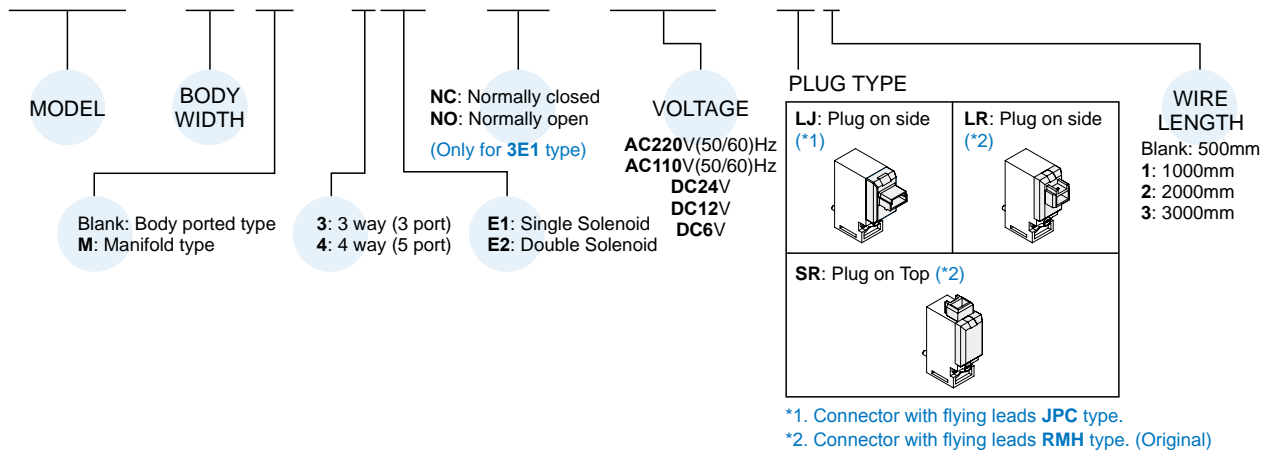 MODEL
BODY
WIDTH
Blank: Body ported type
M: Manifold type
3: 3 way (3 port)
4: 4 way (5 port)
NC: Normally closed
NO: Normally open
(Only for 3E1 type)
E1: Single Solenoid
E2: Double Solenoid
VOLTAGE
AC220V(50/60)Hz
AC110V(50/60)Hz
DC24V
DC12V
DC6V
PLUG TYPE
LJ: Plug on side
(*1)
LR: Plug on side
(*2)
SR: Plug on Top (*2)
*1. Connector with flying leads JPC type.
*2. Connector with flying leads RMH type. (Original)
WIRE
LENGTH
Blank: 500mm
1: 1000mm
2: 2000mm
3: 3000mm